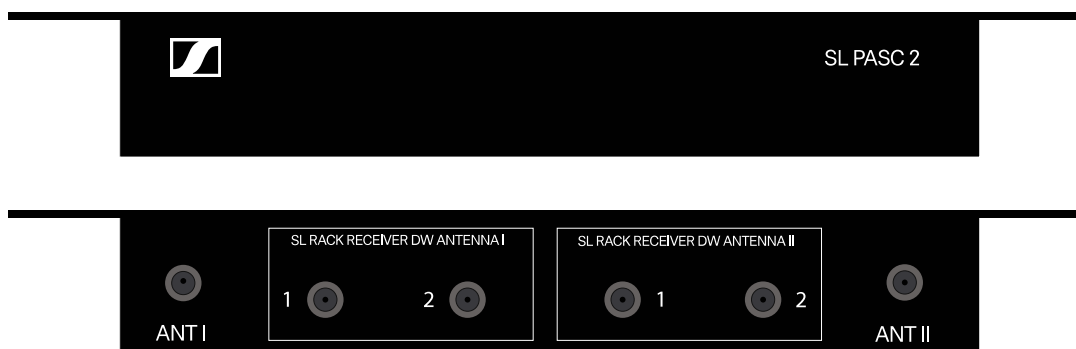 SL PASC 2
SL RACK RECEIVER DW ANTENNA I
SL RACK RECEIVER DW ANTENNA II
1
2
1
2
ANT I
ANT II